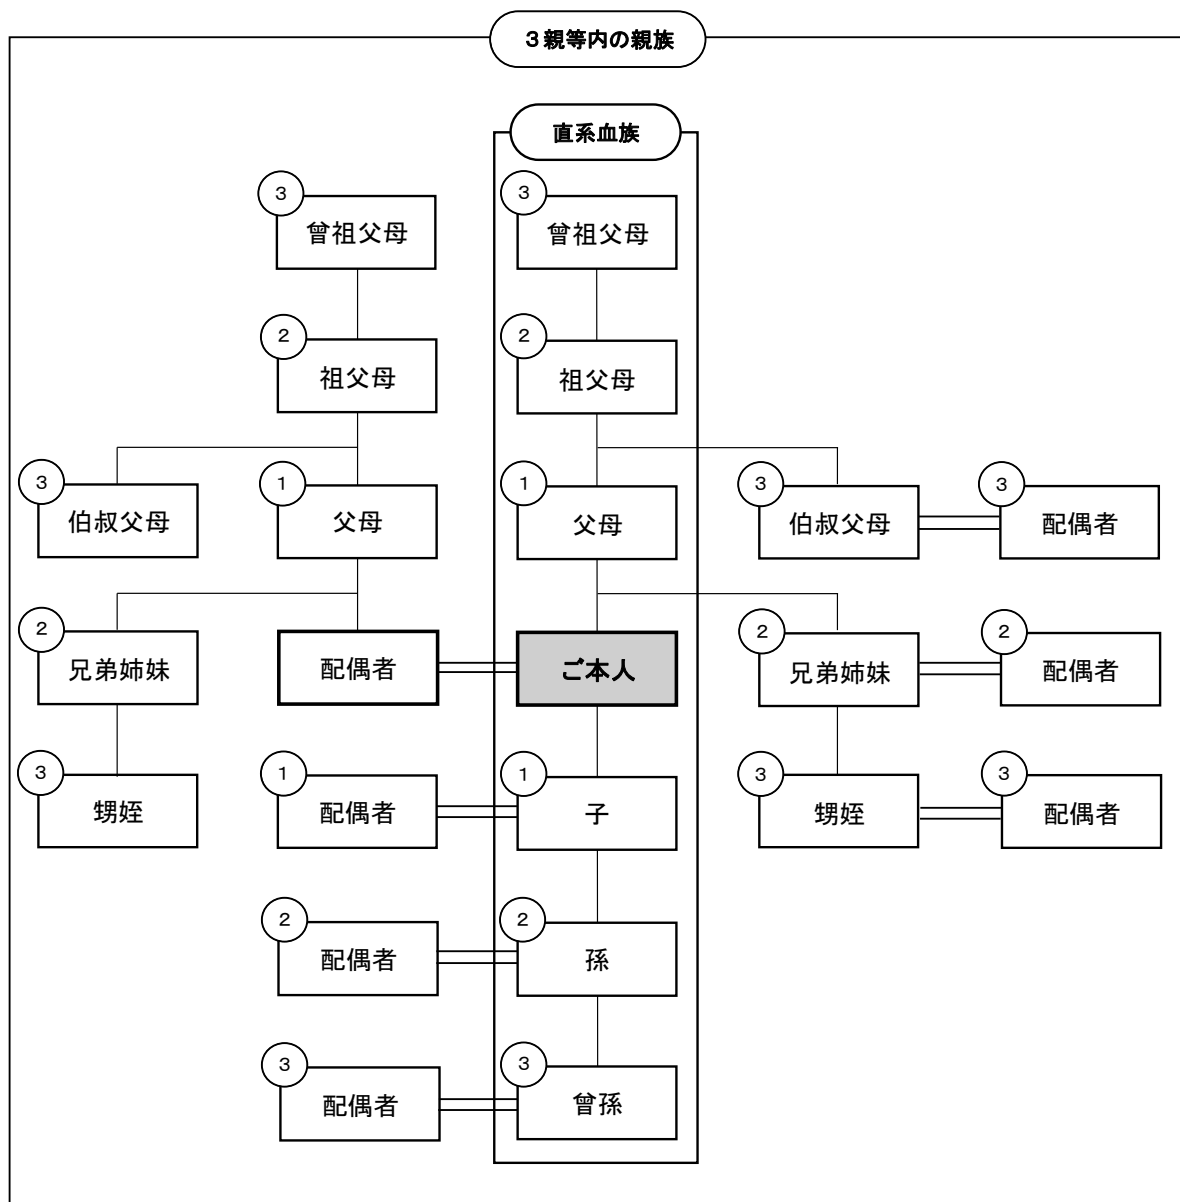 ３親等内の親族
直系血族
3
曾祖父母
3
曾祖父母
2
祖父母
2
祖父母
3
伯叔父母
1
父母
1
父母
3
伯叔父母
3
配偶者
2
兄弟姉妹
配偶者
ご本人
2
兄弟姉妹
2
配偶者
3
甥姪
1
配偶者
1
子
3
甥姪
3
配偶者
2
配偶者
2
孫
3
配偶者
3
曾孫